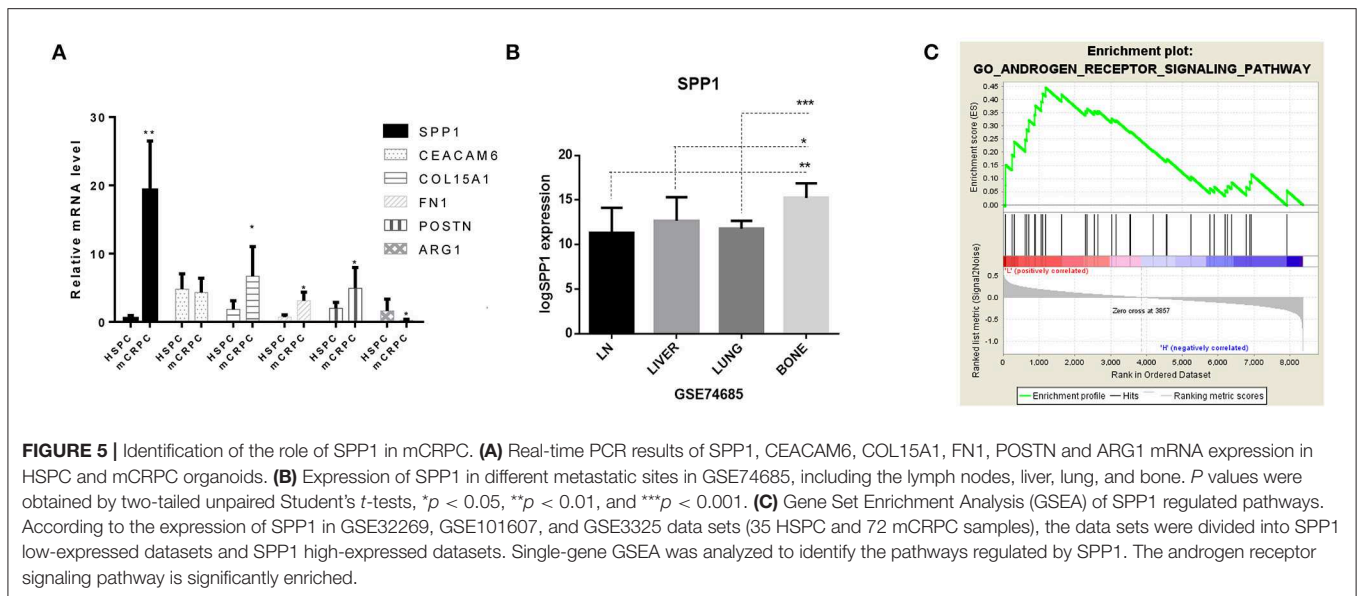 A
Relative mRNA level
30
20
10
0
**
*
*
*
*
HSPC
mCRPC
HSPC
mCRPC
HSPC
mCRPC
HSPC
mCRPC
HSPC
mCRPC
HSPC
mCRPC
SPP1
CEACAM6
COL15A1
FN1
POSTN
ARG1
B
SPP1
***
*
**
logSPP1 expression
20
15
10
5
0
LN
LIVER
LUNG
BONE
GSE74685
C
Enrichment plot:
GO_ANDROGEN_RECEPTOR_SIGNALING_PATHWAY
Enrichment score (ES)
0.45
0.40
0.35
0.30
0.25
0.20
0.15
0.10
0.05
0.00
'L' (positively correlated)
Ranked list metric (Signal2Noise)
0.5
0.0
-0.5
-1.0
Zero cross at 3857
'H' (negatively correlated)
0 1,000 2,000 3,000 4,000 5,000 6,000 7,000 8,000
Rank in Ordered Dataset
Enrichment profile Hits Ranking metric scores
FIGURE 5 | Identification of the role of SPP1 in mCRPC. (A) Real-time PCR results of SPP1, CEACAM6, COL15A1, FN1, POSTN and ARG1 mRNA expression in
HSPC and mCRPC organoids. (B) Expression of SPP1 in different metastatic sites in GSE74685, including the lymph nodes, liver, lung, and bone. P values were
obtained by two-tailed unpaired Student's t-tests, *p < 0.05, **p < 0.01, and ***p < 0.001. (C) Gene Set Enrichment Analysis (GSEA) of SPP1 regulated pathways.
According to the expression of SPP1 in GSE32269, GSE101607, and GSE3325 data sets (35 HSPC and 72 mCRPC samples), the data sets were divided into SPP1
low-expressed datasets and SPP1 high-expressed datasets. Single-gene GSEA was analyzed to identify the pathways regulated by SPP1. The androgen receptor
signaling pathway is significantly enriched.